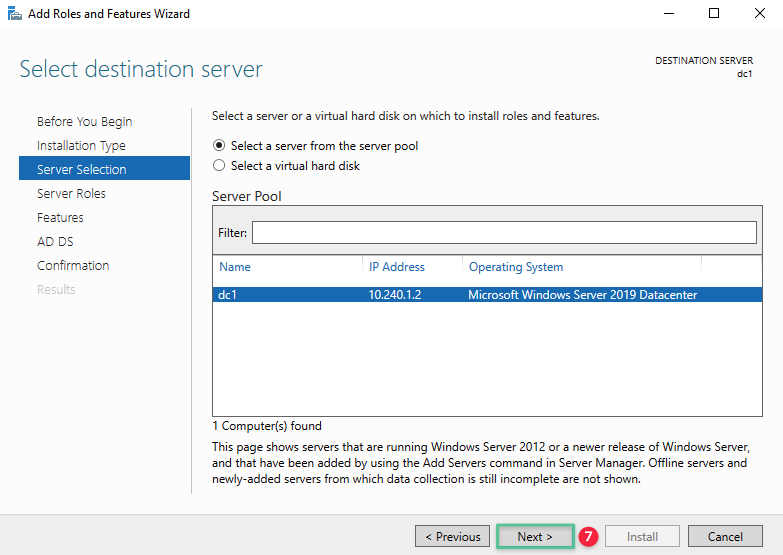 Add Roles and Features Wizard
Select destination server
DESTINATION SERVER
dc1
Before You Begin
Installation Type
Server Selection
Server Roles
Features
AD DS
Confirmation
Results
Select a server or a virtual hard disk on which to install roles and features.
Select a server from the server pool
Select a virtual hard disk
Server Pool
Filter:
Name IP Address Operating System
dc1 10.240.1.2 Microsoft Windows Server 2019 Datacenter
1 Computer(s) found
This page shows servers that are running Windows Server 2012 or a newer release of Windows Server,
and that have been added by using the Add Servers command in Server Manager. Offline servers and
newly-added servers from which data collection is still incomplete are not shown.
< Previous Next > 7 Install Cancel